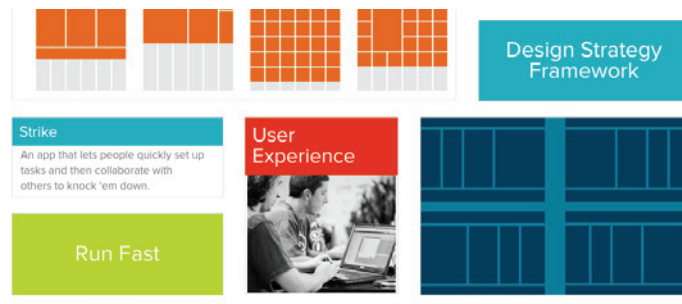 Design Strategy
Framework
Strike
An app that lets people quickly set up
tasks and then collaborate with
others to knock 'em down.
User
Experience
Run Fast